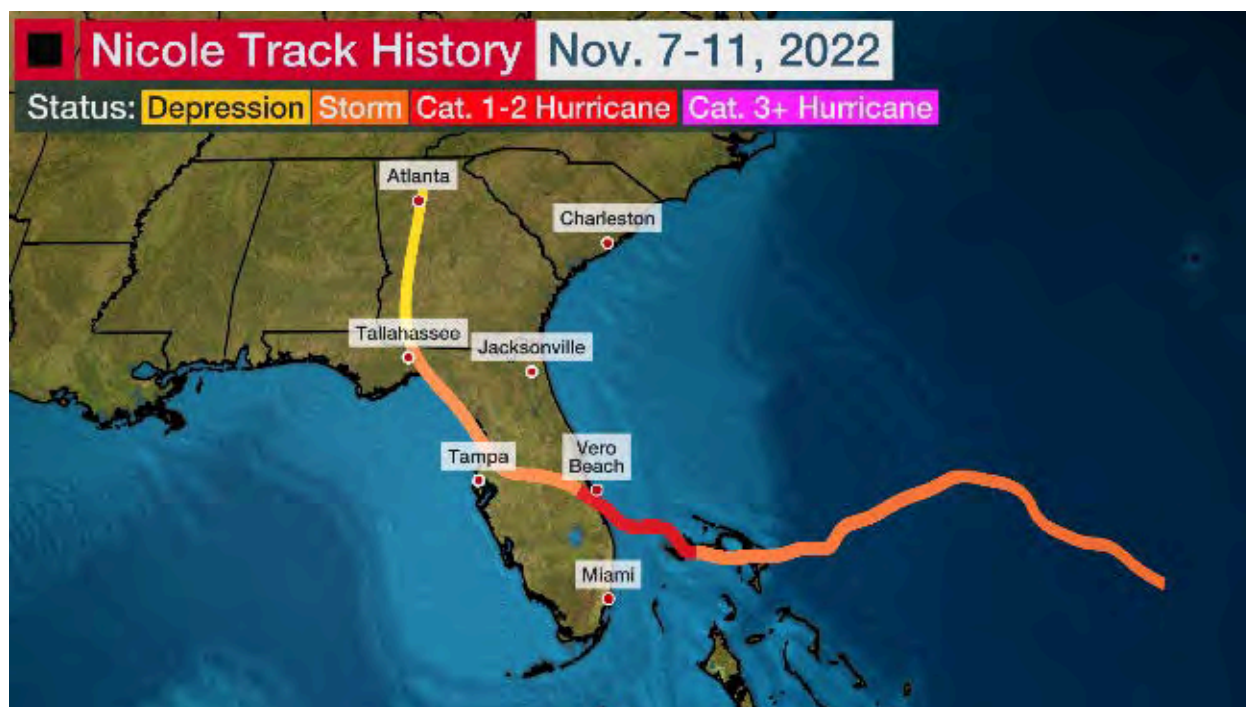 Nicole Track History Nov. 7-11, 2022
Status: Depression Storm Cat. 1-2 Hurricane Cat. 3+ Hurricane
Atlanta
Charleston
Tallahassee
Jacksonville
Tampa
Vero
Beach
Miami